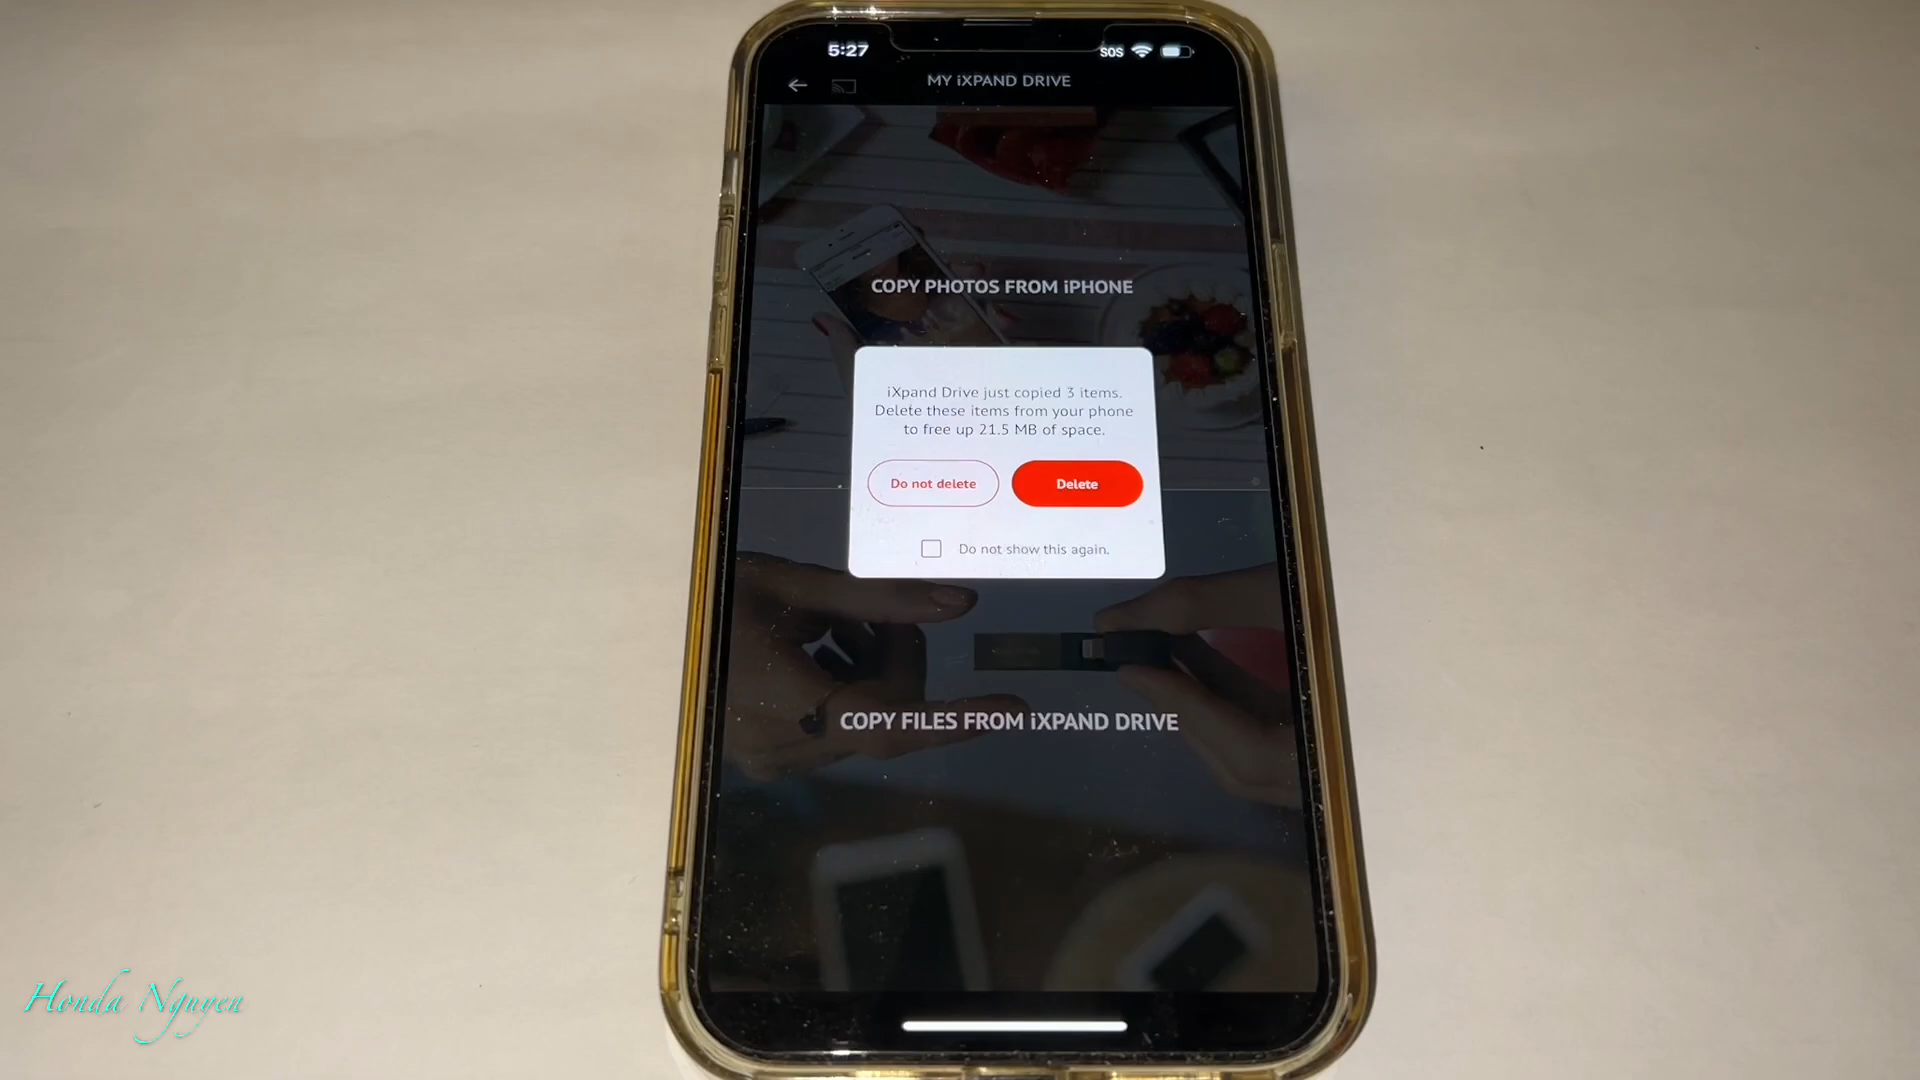 5:27
SOS
MY iXPAND DRIVE
COPY PHOTOS FROM iPHONE
iXpand Drive just copied 3 items.
Delete these items from your phone
to free up 21.5 MB of space.
Do not delete
Delete
Do not show this again.
COPY FILES FROM iXPAND DRIVE
Honda Nguyen